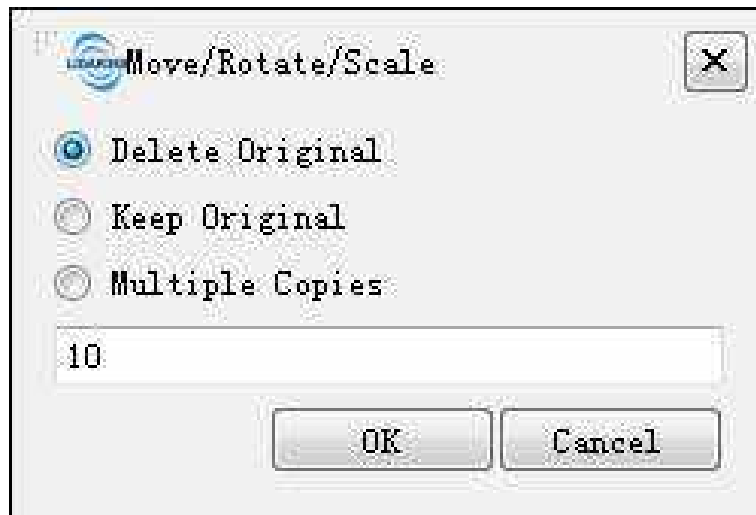 Move/Rotate/Scale
Delete Original
Keep Original
Multiple Copies
10
OK Cancel